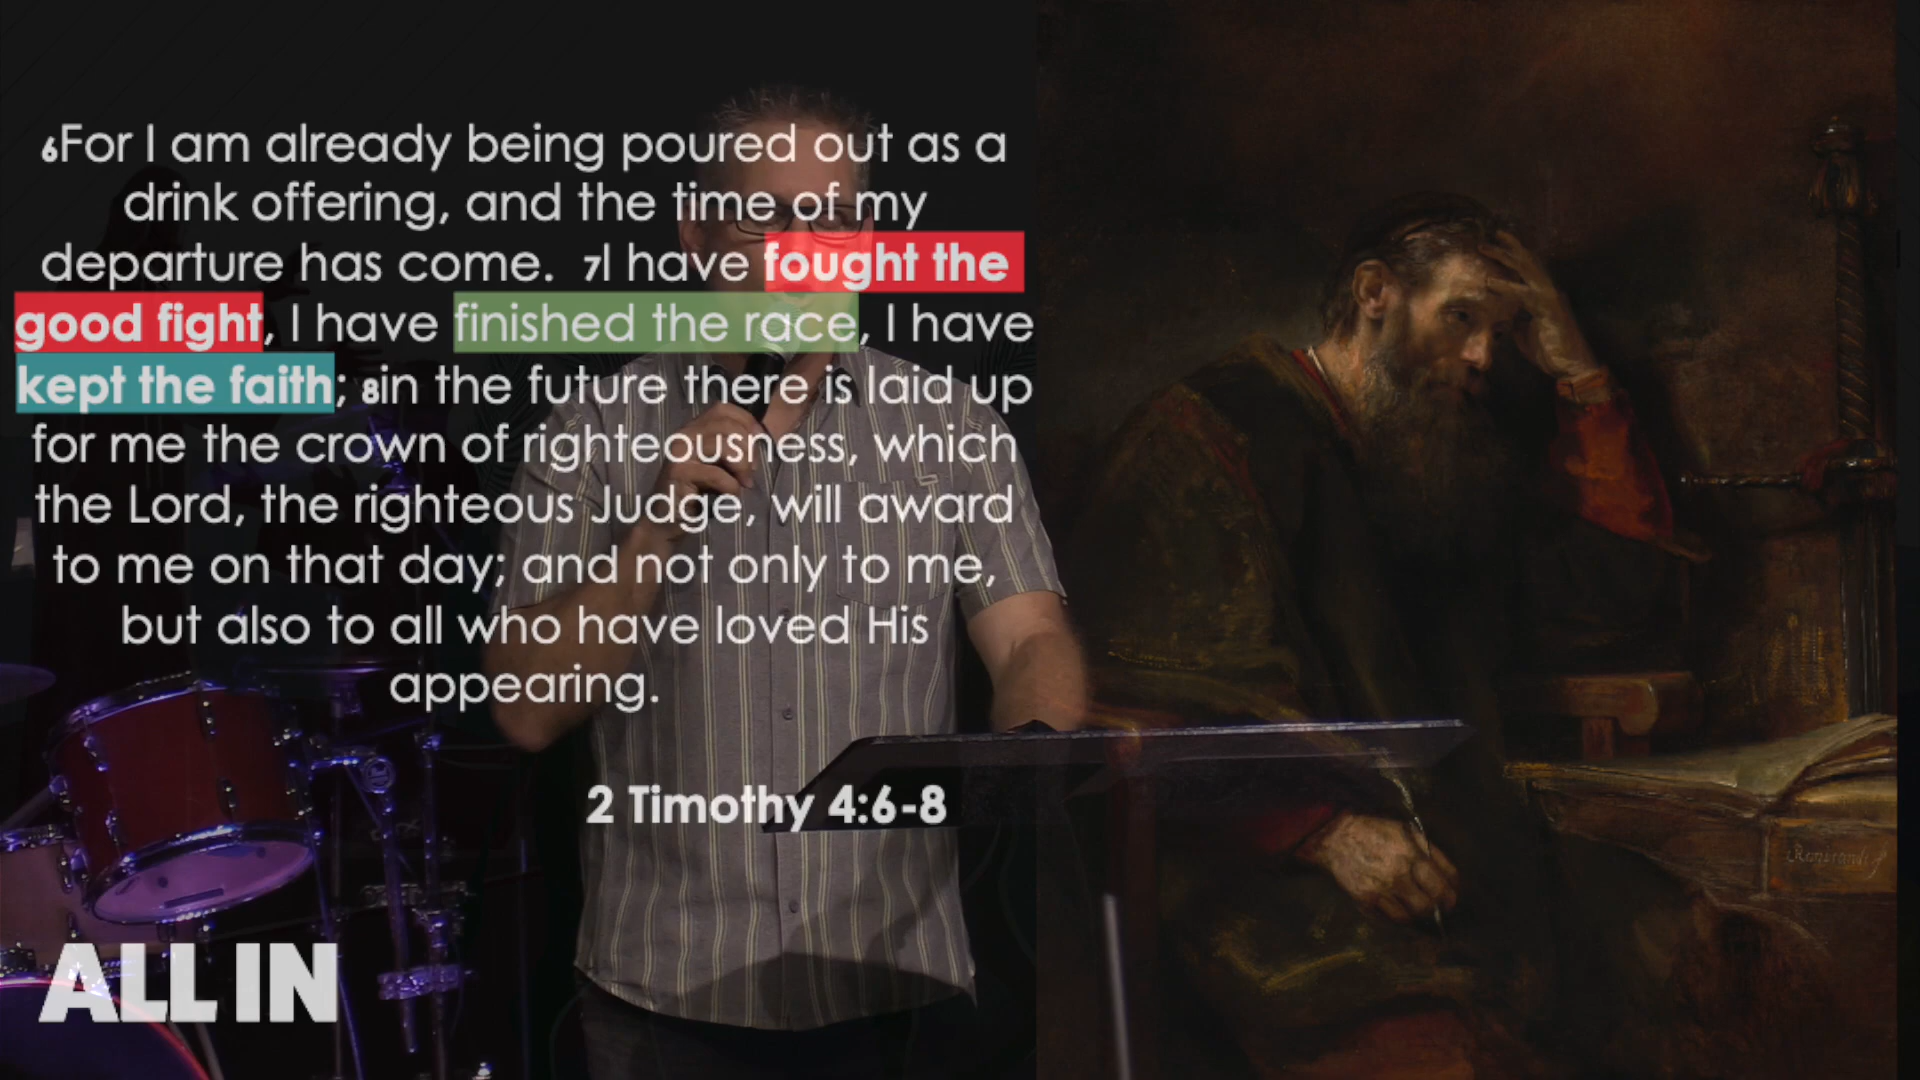 6For I am already being poured out as a
drink offering, and the time of my
departure has come. 7I have fought the
good fight, I have finished the race, I have
kept the faith; 8in the future there is laid up
for me the crown of righteousness, which
the Lord, the righteous Judge, will award
to me on that day; and not only to me,
but also to all who have loved His
appearing.
2 Timothy 4:6-8
ALL IN
Rembrandt f